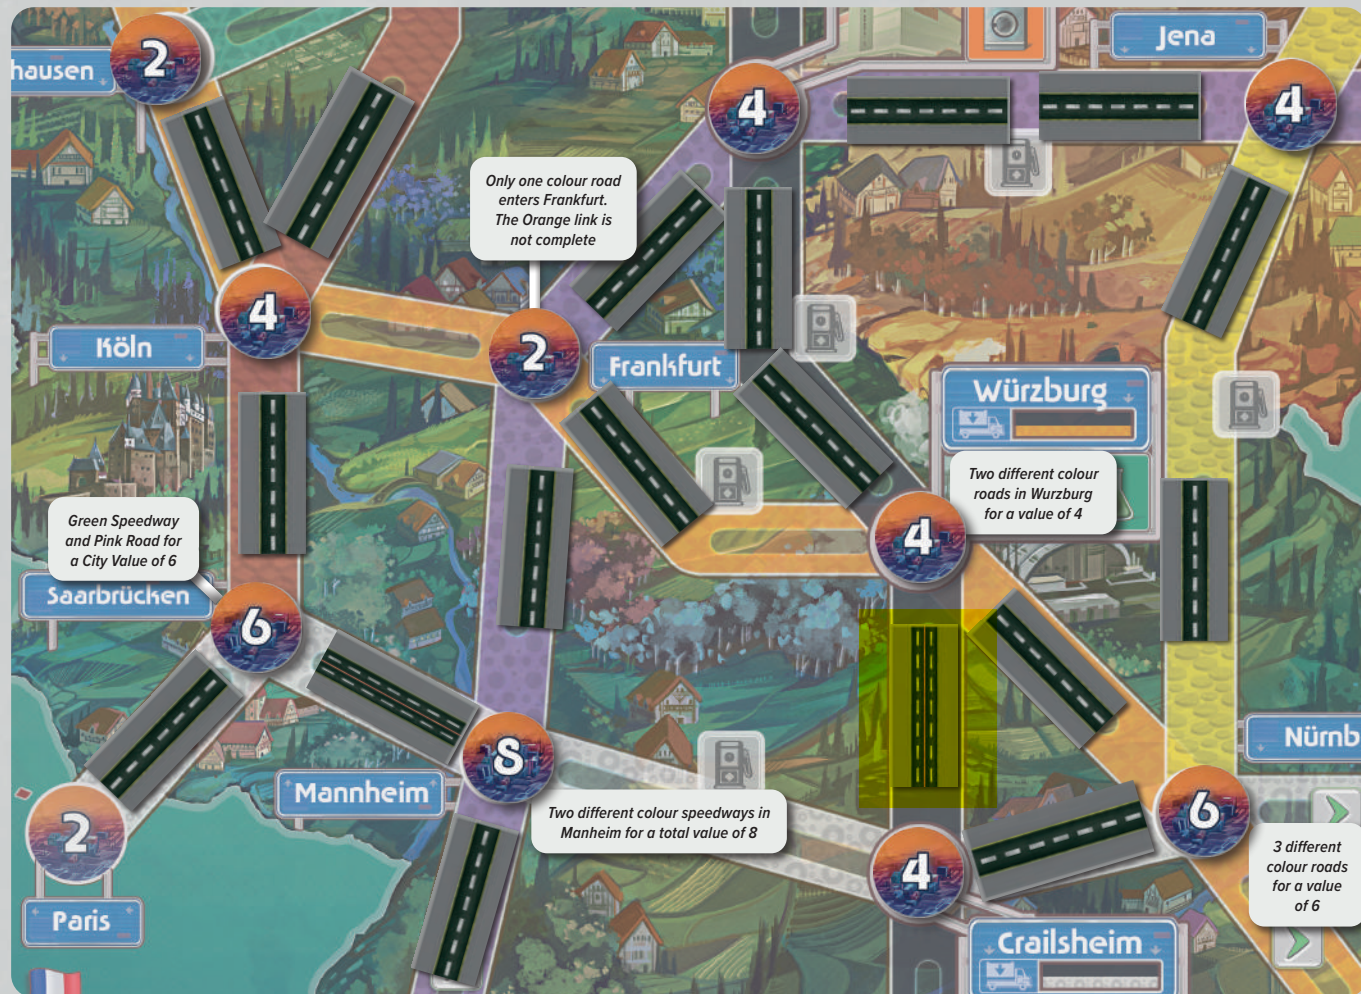 hausen
2
Jena
4
4
Only one colour road
enters Frankfurt.
The Orange link is
not complete
4
Köln
2
Frankfurt
Würzburg
Two different colour
roads in Wurzburg
for a value of 4
4
Green Speedway
and Pink Road for
a City Value of 6
Saarbrücken
6
Nürnb
8
Mannheim
Two different colour speedways in
Manheim for a total value of 8
6
2
4
3 different
colour roads
for a value
of 6
Paris
Crailsheim